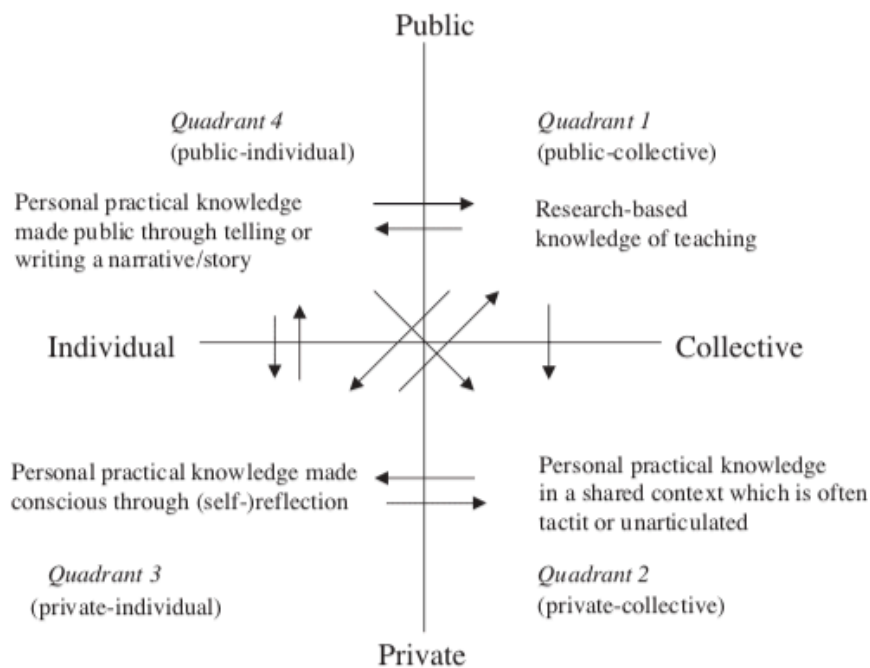 Public
Quadrant 4
(public-individual)
Quadrant 1
(public-collective)
Personal practical knowledge
made public through telling or
writing a narrative/story
Research-based
knowledge of teaching
Individual
Collective
Personal practical knowledge made
conscious through (self-)reflection
Personal practical knowledge
in a shared context which is often
tactit or unarticulated
Quadrant 3
(private-individual)
Quadrant 2
(private-collective)
Private